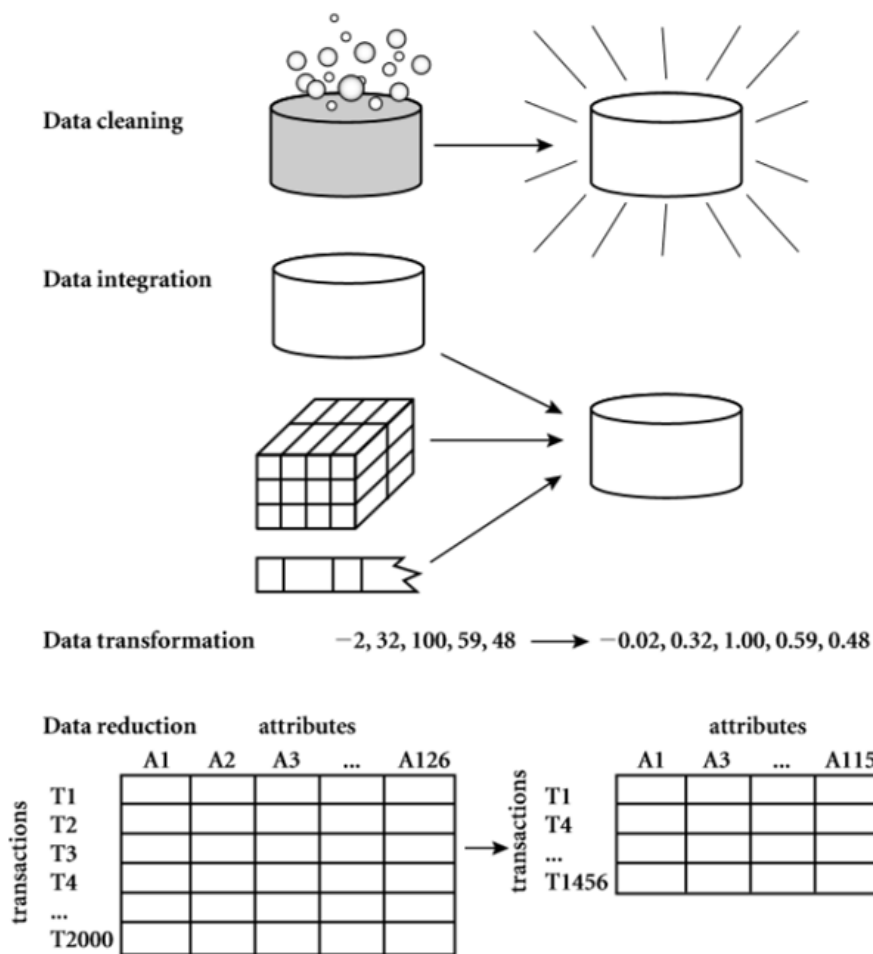 Data cleaning
Data integration
Data transformation −2, 32, 100, 59, 48 −0.02, 0.32, 1.00, 0.59, 0.48
Data reduction attributes attributes
A1 A2 A3 ... A126 A1 A3 ... A115
transactions
T1
T2
T3
T4
...
T2000
transactions
T1
T4
...
T1456